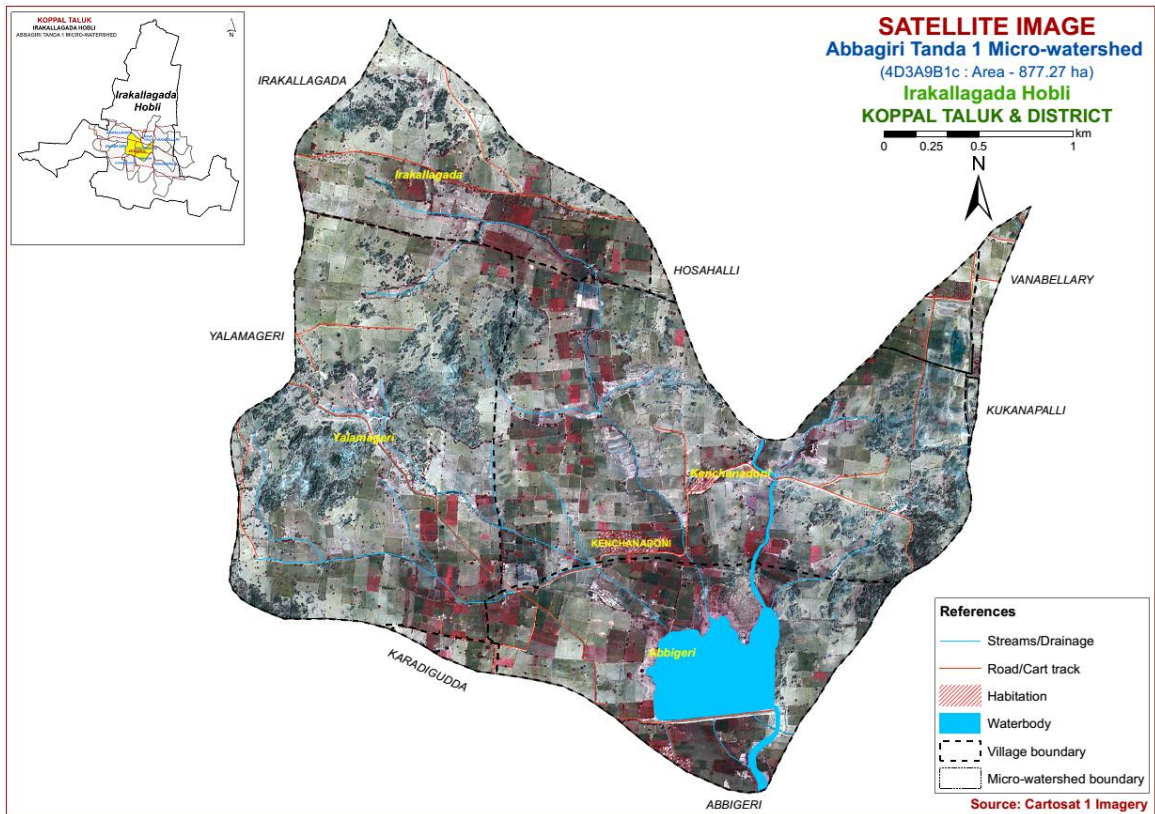 KOPPAL TALUK
IRAKALLAGADA HOBLI
ABBAGIRI TANDA 1 MICRO-WATERSHED
N
Irakallagada
Hobli
SATELLITE IMAGE
Abbagiri Tanda 1 Micro-watershed
(4D3A9B1c : Area - 877.27 ha)
Irakallagada Hobli
KOPPAL TALUK & DISTRICT
km
0 0.25 0.5 1
N
IRAKALLAGADA
Irakallagada
HOSAHALLI
VANABELLARY
YALAMAGERI
KUKANAPALLI
Yalamageri
Kenchanadoni
KENCHANADONI
Abbigeri
KARADIGUDDA
ABBIGERI
References
Streams/Drainage
Road/Cart track
Habitation
Waterbody
Village boundary
Micro-watershed boundary
Source: Cartosat 1 Imagery